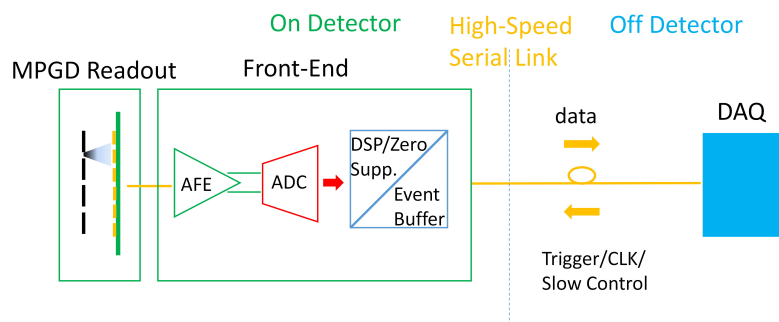 On Detector
High-Speed
Serial Link
Off Detector
MPGD Readout
Front-End
data
DAQ
AFE
ADC
DSP/Zero
Supp.
Event
Buffer
Trigger/CLK/
Slow Control